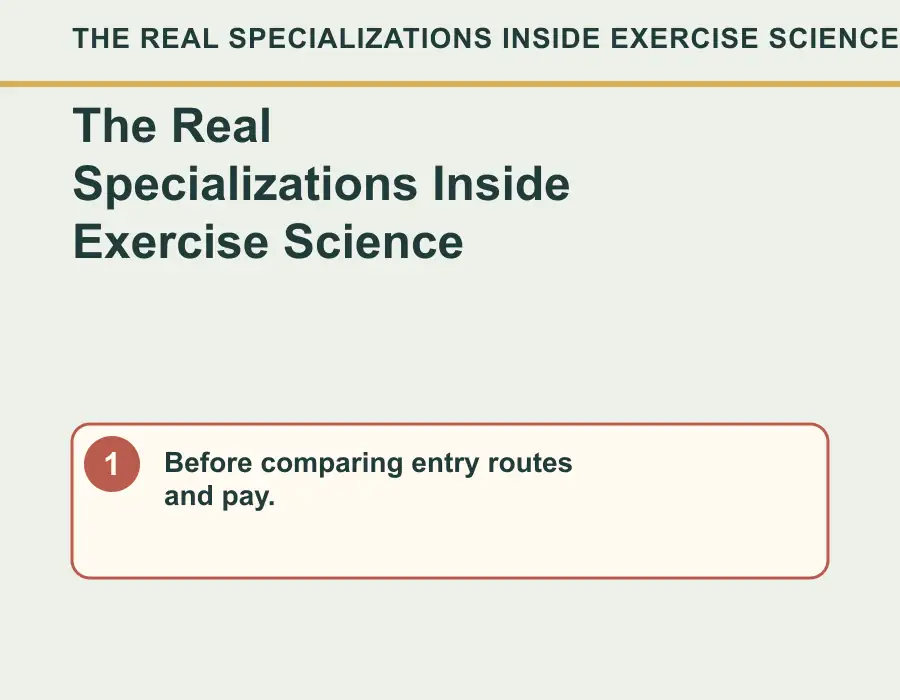 THE REAL SPECIALIZATIONS INSIDE EXERCISE SCIENCE
The Real
Specializations Inside
Exercise Science
1
Before comparing entry routes
and pay.